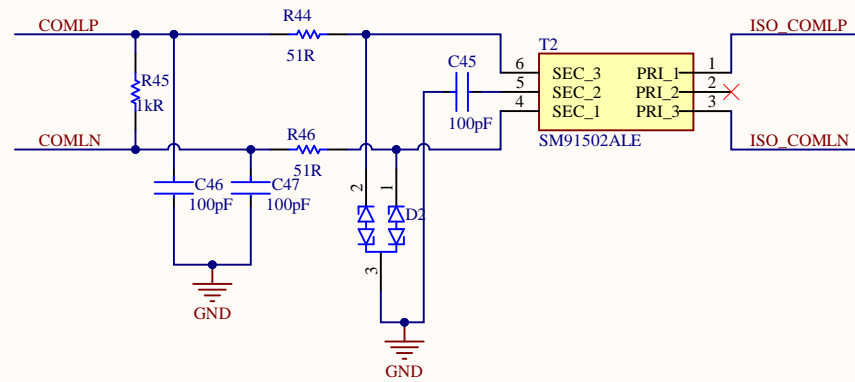 COMLP
R44
51R
T2
ISO_COMLP
R45
1kR
C45
100pF
6
SEC_3
PRI_1
1
5
SEC_2
PRI_2
2
4
SEC_1
PRI_3
3
SM91502ALE
COMLN
R46
51R
ISO_COMLN
C46
100pF
C47
100pF
2
1
D2
3
GND
GND